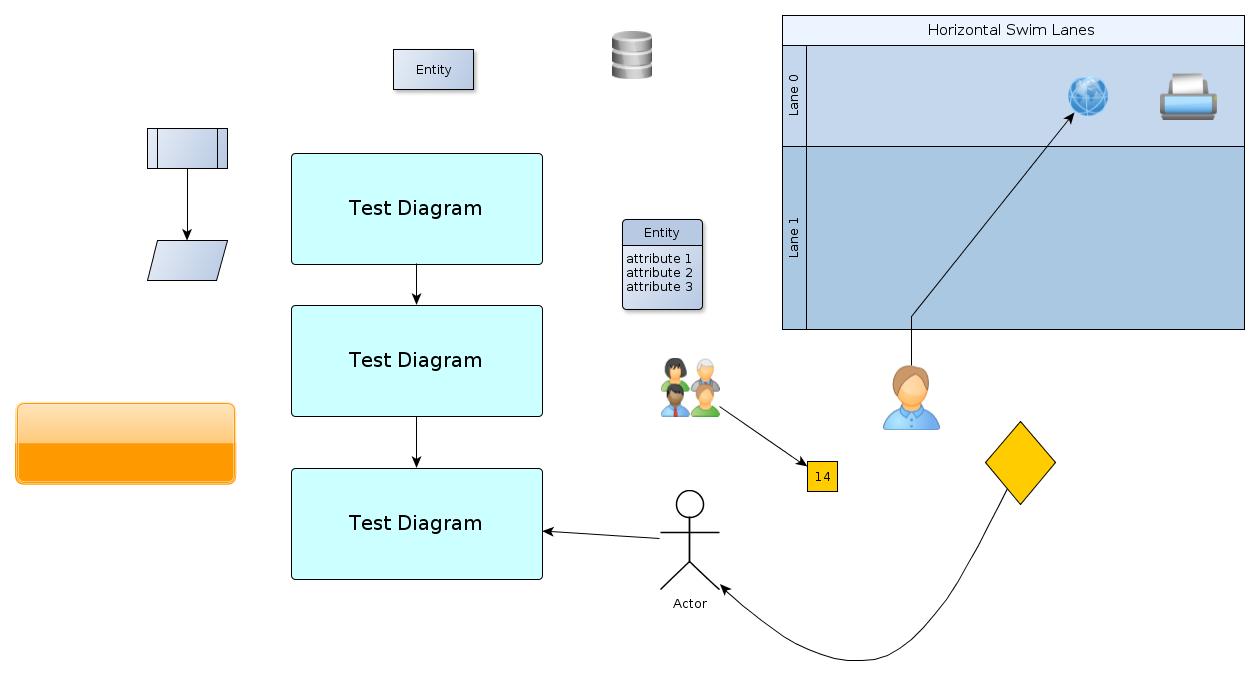 Horizontal Swim Lanes
Entity
Lane 0
Test Diagram
Lane 1
Entity
attribute 1
attribute 2
attribute 3
Test Diagram
14
Test Diagram
Actor